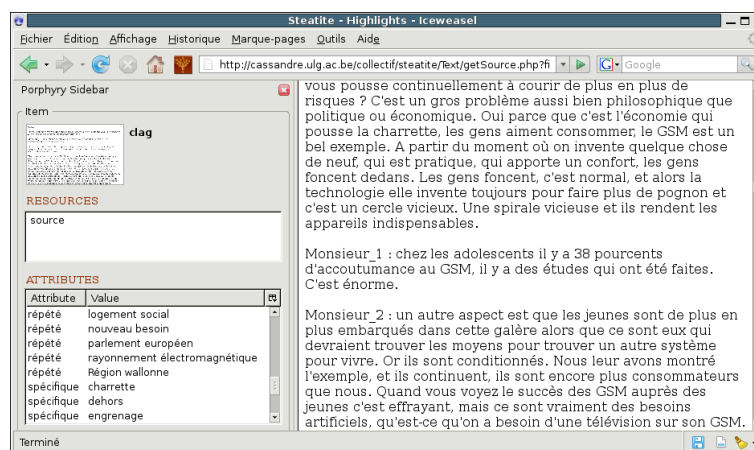 Steatite - Highlights - Iceweasel
Fichier Édition Affichage Historique Marque-pages Outils Aide
http://cassandre.ulg.ac.be/collectif/steatite/Text/getSource.php?fi
G Google
Porphyry Sidebar
Item
clag
RESOURCES
source
ATTRIBUTES
Attribute Value
répété logement social
répété nouveau besoin
répété parlement européen
répété rayonnement électromagnétique
répété Région wallonne
spécifique charrette
spécifique dehors
spécifique engrenage
vous pousse continuellement à courir de plus en plus de
risques ? C'est un gros problème aussi bien philosophique que
politique ou économique. Oui parce que c'est l'économie qui
pousse la charrette, les gens aiment consommer, le GSM est un
bel exemple. A partir du moment où on invente quelque chose
de neuf, qui est pratique, qui apporte un confort, les gens
foncent dedans. Les gens foncent, c'est normal, et alors la
technologie elle invente toujours pour faire plus de pognon et
c'est un cercle vicieux. Une spirale vicieuse et ils rendent les
appareils indispensables.
Monsieur_1 : chez les adolescents il y a 38 pourcents
d'accoutumance au GSM, il y a des études qui ont été faites.
C'est énorme.
Monsieur_2 : un autre aspect est que les jeunes sont de plus en
plus embarqués dans cette galère alors que ce sont eux qui
devraient trouver les moyens pour trouver un autre système
pour vivre. Or ils sont conditionnés. Nous leur avons montré
l'exemple, et ils continuent, ils sont encore plus consommateurs
que nous. Quand vous voyez le succès des GSM auprès des
jeunes c'est effrayant, mais ce sont vraiment des besoins
artificiels, qu'est-ce qu'on a besoin d'une télévision sur son GSM.
Terminé